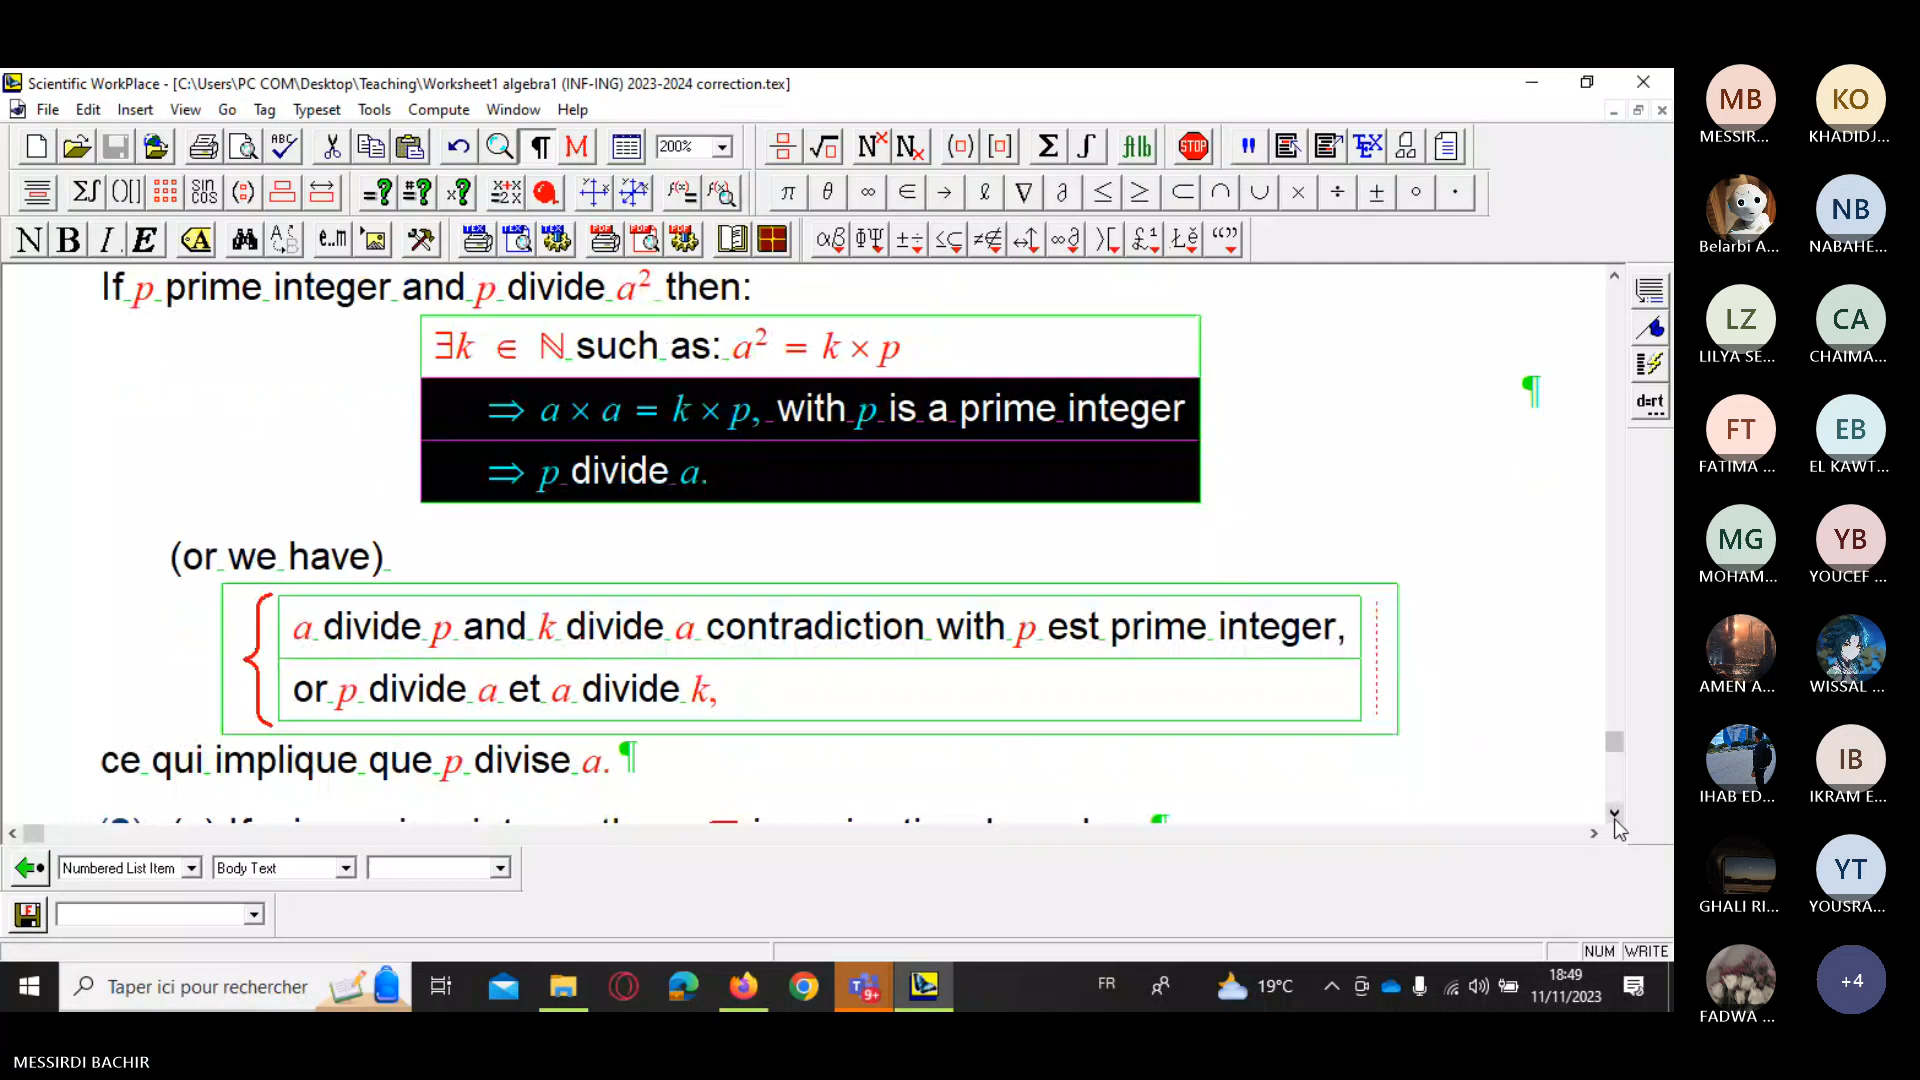 Scientific WorkPlace - [C:\Users\PC COM\Desktop\Teaching\Worksheet1 algebra1 (INF-ING) 2023-2024 correction.tex]
File Edit Insert View Go Tag Typeset Tools Compute Window Help
200%
If p prime integer and p divide a² then:
∃k ∈ ℕ such as: a² = k × p
⇒ a × a = k × p, with p is a prime integer
⇒ p divide a.
(or we have)
a divide p and k divide a contradiction with p est prime integer,
or p divide a et a divide k,
ce qui implique que p divise a.
Numbered List Item Body Text
NUM WRITE
Taper ici pour rechercher
9+
FR
19°C
18:49
11/11/2023
MB KO
MESSIR... KHADIDJ...
NB
Belarbi A... NABAHE...
LZ CA
LILYA SE... CHAIMA...
FT EB
FATIMA ... EL KAWT...
MG YB
MOHAM... YOUCEF ...
AMEN A... WISSAL ...
IB
IHAB ED... IKRAM E...
YT
GHALI RI... YOUSRA...
+4
FADWA ...
MESSIRDI BACHIR